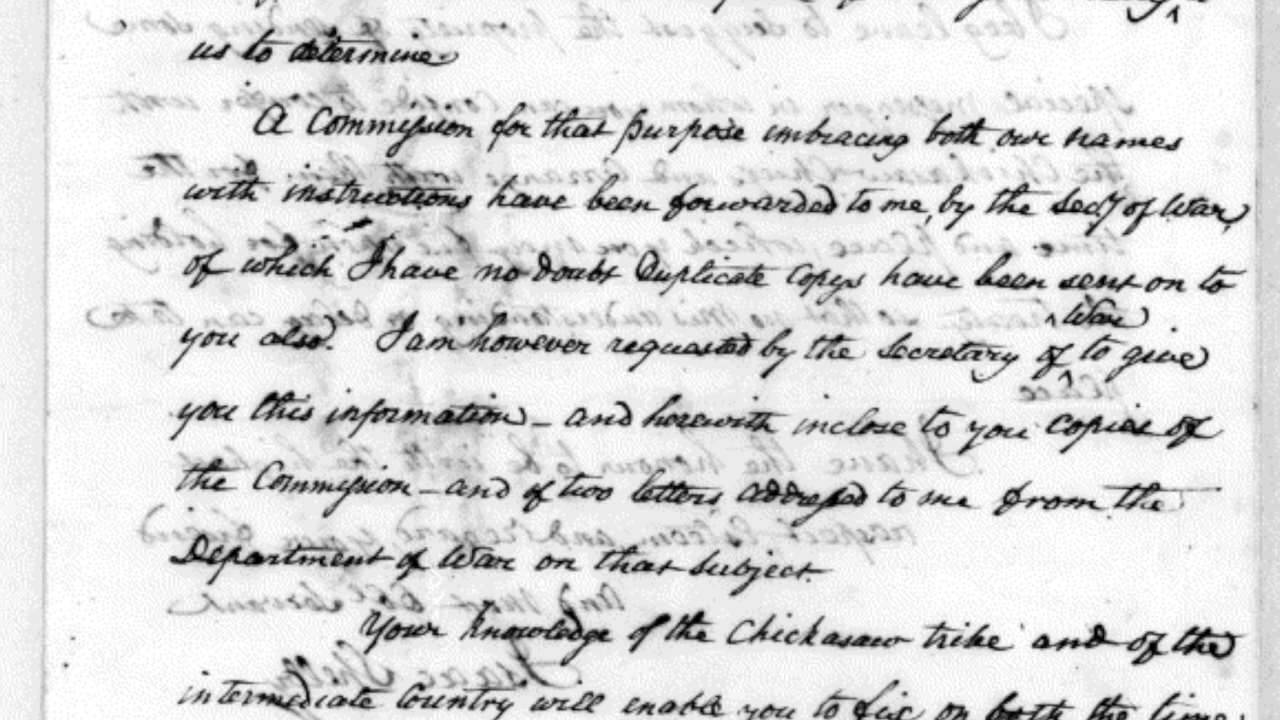 us to determine.
A Commission for that purpose imbracing both our names
with instructions have been forwarded to me, by the Secy of War,
of which I have no doubt Duplicate copys have been sent on to
War
you also. I am however requested by the Secretary of to give
you this information - and herewith inclose to you copies of
the Commission - and of two letters addressed to me from the
Department of War on that subject.
Your knowledge of the Chickasaw tribe and of the
intermediate Country will enable you to fix on both the time